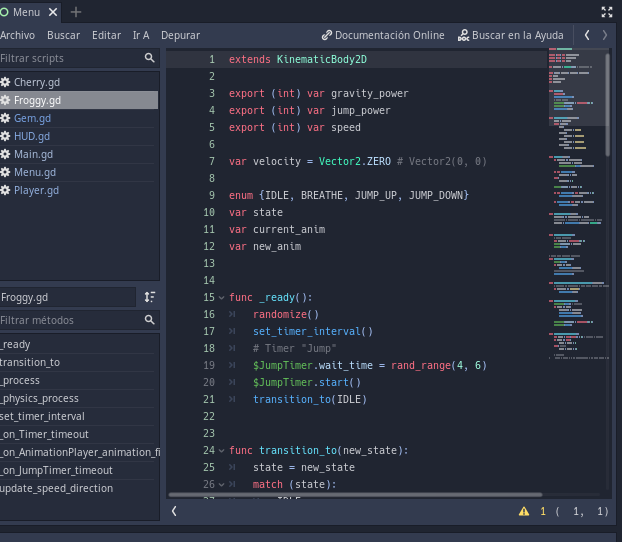 Menu
Archivo Buscar Editar Ir A Depurar
Documentación Online Buscar en la Ayuda
Filtrar scripts
Cherry.gd
Froggy.gd
Gem.gd
HUD.gd
Main.gd
Menu.gd
Player.gd
Froggy.gd
Filtrar métodos
_ready
transition_to
_process
_physics_process
set_timer_interval
_on_Timer_timeout
_on_AnimationPlayer_animation_fi
_on_JumpTimer_timeout
update_speed_direction
1 extends KinematicBody2D
2
3 export (int) var gravity_power
4 export (int) var jump_power
5 export (int) var speed
6
7 var velocity = Vector2.ZERO # Vector2(0, 0)
8
9 enum {IDLE, BREATHE, JUMP_UP, JUMP_DOWN}
10 var state
11 var current_anim
12 var new_anim
13
14
15 func _ready():
16 randomize()
17 set_timer_interval()
18 # Timer "Jump"
19 $JumpTimer.wait_time = rand_range(4, 6)
20 $JumpTimer.start()
21 transition_to(IDLE)
22
23
24 func transition_to(new_state):
25 state = new_state
26 match (state):
27 IDLE
1 ( 1, 1)